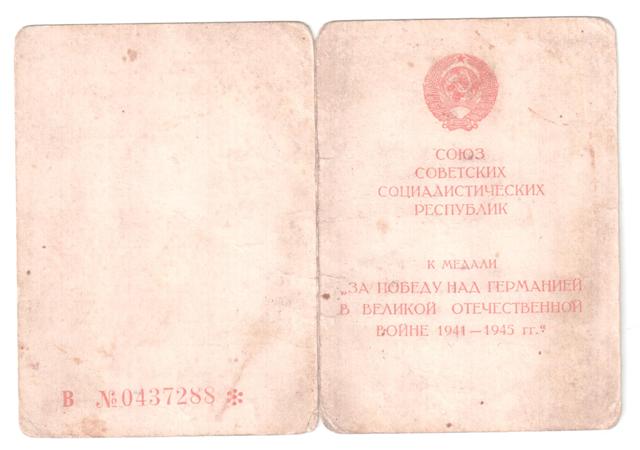 В №0437288 *
СОЮЗ
СОВЕТСКИХ
СОЦИАЛИСТИЧЕСКИХ
РЕСПУБЛИК
К МЕДАЛИ
„ЗА ПОБЕДУ НАД ГЕРМАНИЕЙ
В ВЕЛИКОЙ ОТЕЧЕСТВЕННОЙ
ВОЙНЕ 1941—1945 гг.“